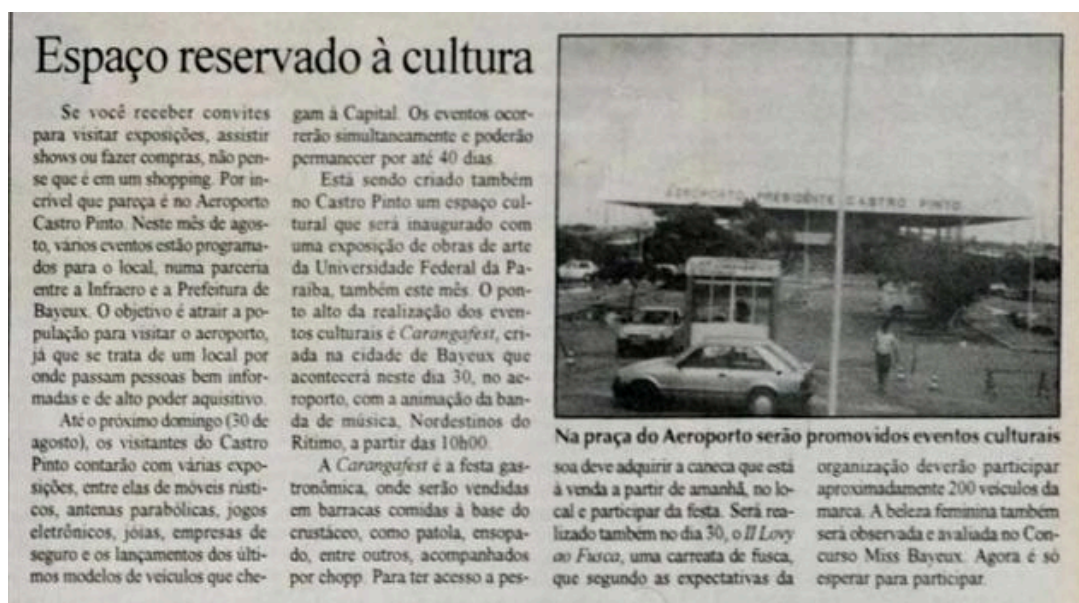 Espaço reservado à cultura
Se você receber convites
para visitar exposições, assistir
shows ou fazer compras, não pen-
se que é em um shopping. Por in-
crível que pareça é no Aeroporto
Castro Pinto. Neste mês de agos-
to, vários eventos estão programa-
dos para o local, numa parceria
entre a Infraero e a Prefeitura de
Bayeux. O objetivo é atrair a po-
pulação para visitar o aeroporto,
já que se trata de um local por
onde passam pessoas bem infor-
madas e de alto poder aquisitivo.
Até o próximo domingo (30 de
agosto), os visitantes do Castro
Pinto contarão com várias expo-
sições, entre elas de móveis rústi-
cos, antenas parabólicas, jogos
eletrônicos, jóias, empresas de
seguro e os lançamentos dos últi-
mos modelos de veículos que che-
gam à Capital. Os eventos ocor-
rerão simultaneamente e poderão
permanecer por até 40 dias.
Está sendo criado também
no Castro Pinto um espaço cul-
tural que será inaugurado com
uma exposição de obras de arte
da Universidade Federal da Pa-
raíba, também este mês. O pon-
to alto da realização dos even-
tos culturais é Carangafest, cri-
ada na cidade de Bayeux que
acontecerá neste dia 30, no ae-
roporto, com a animação da ban-
da de música, Nordestinos do
Rítimo, a partir das 10h00.
A Carangafest é a festa gas-
tronômica, onde serão vendidas
em barracas comidas à base do
crustáceo, como patola, ensopa-
do, entre outros, acompanhados
por chopp. Para ter acesso a pes-
AEROPORTO PRESIDENTE CASTRO PINTO
Na praça do Aeroporto serão promovidos eventos culturais
soa deve adquirir a caneca que está
à venda a partir de amanhã, no lo-
cal e participar da festa. Será rea-
lizado também no dia 30, o II Lovy
ao Fusca, uma carreata de fusca,
que segundo as expectativas da
organização deverão participar
aproximadamente 200 veículos da
marca. A beleza feminina também
será observada e avaliada no Con-
curso Miss Bayeux. Agora é só
esperar para participar.